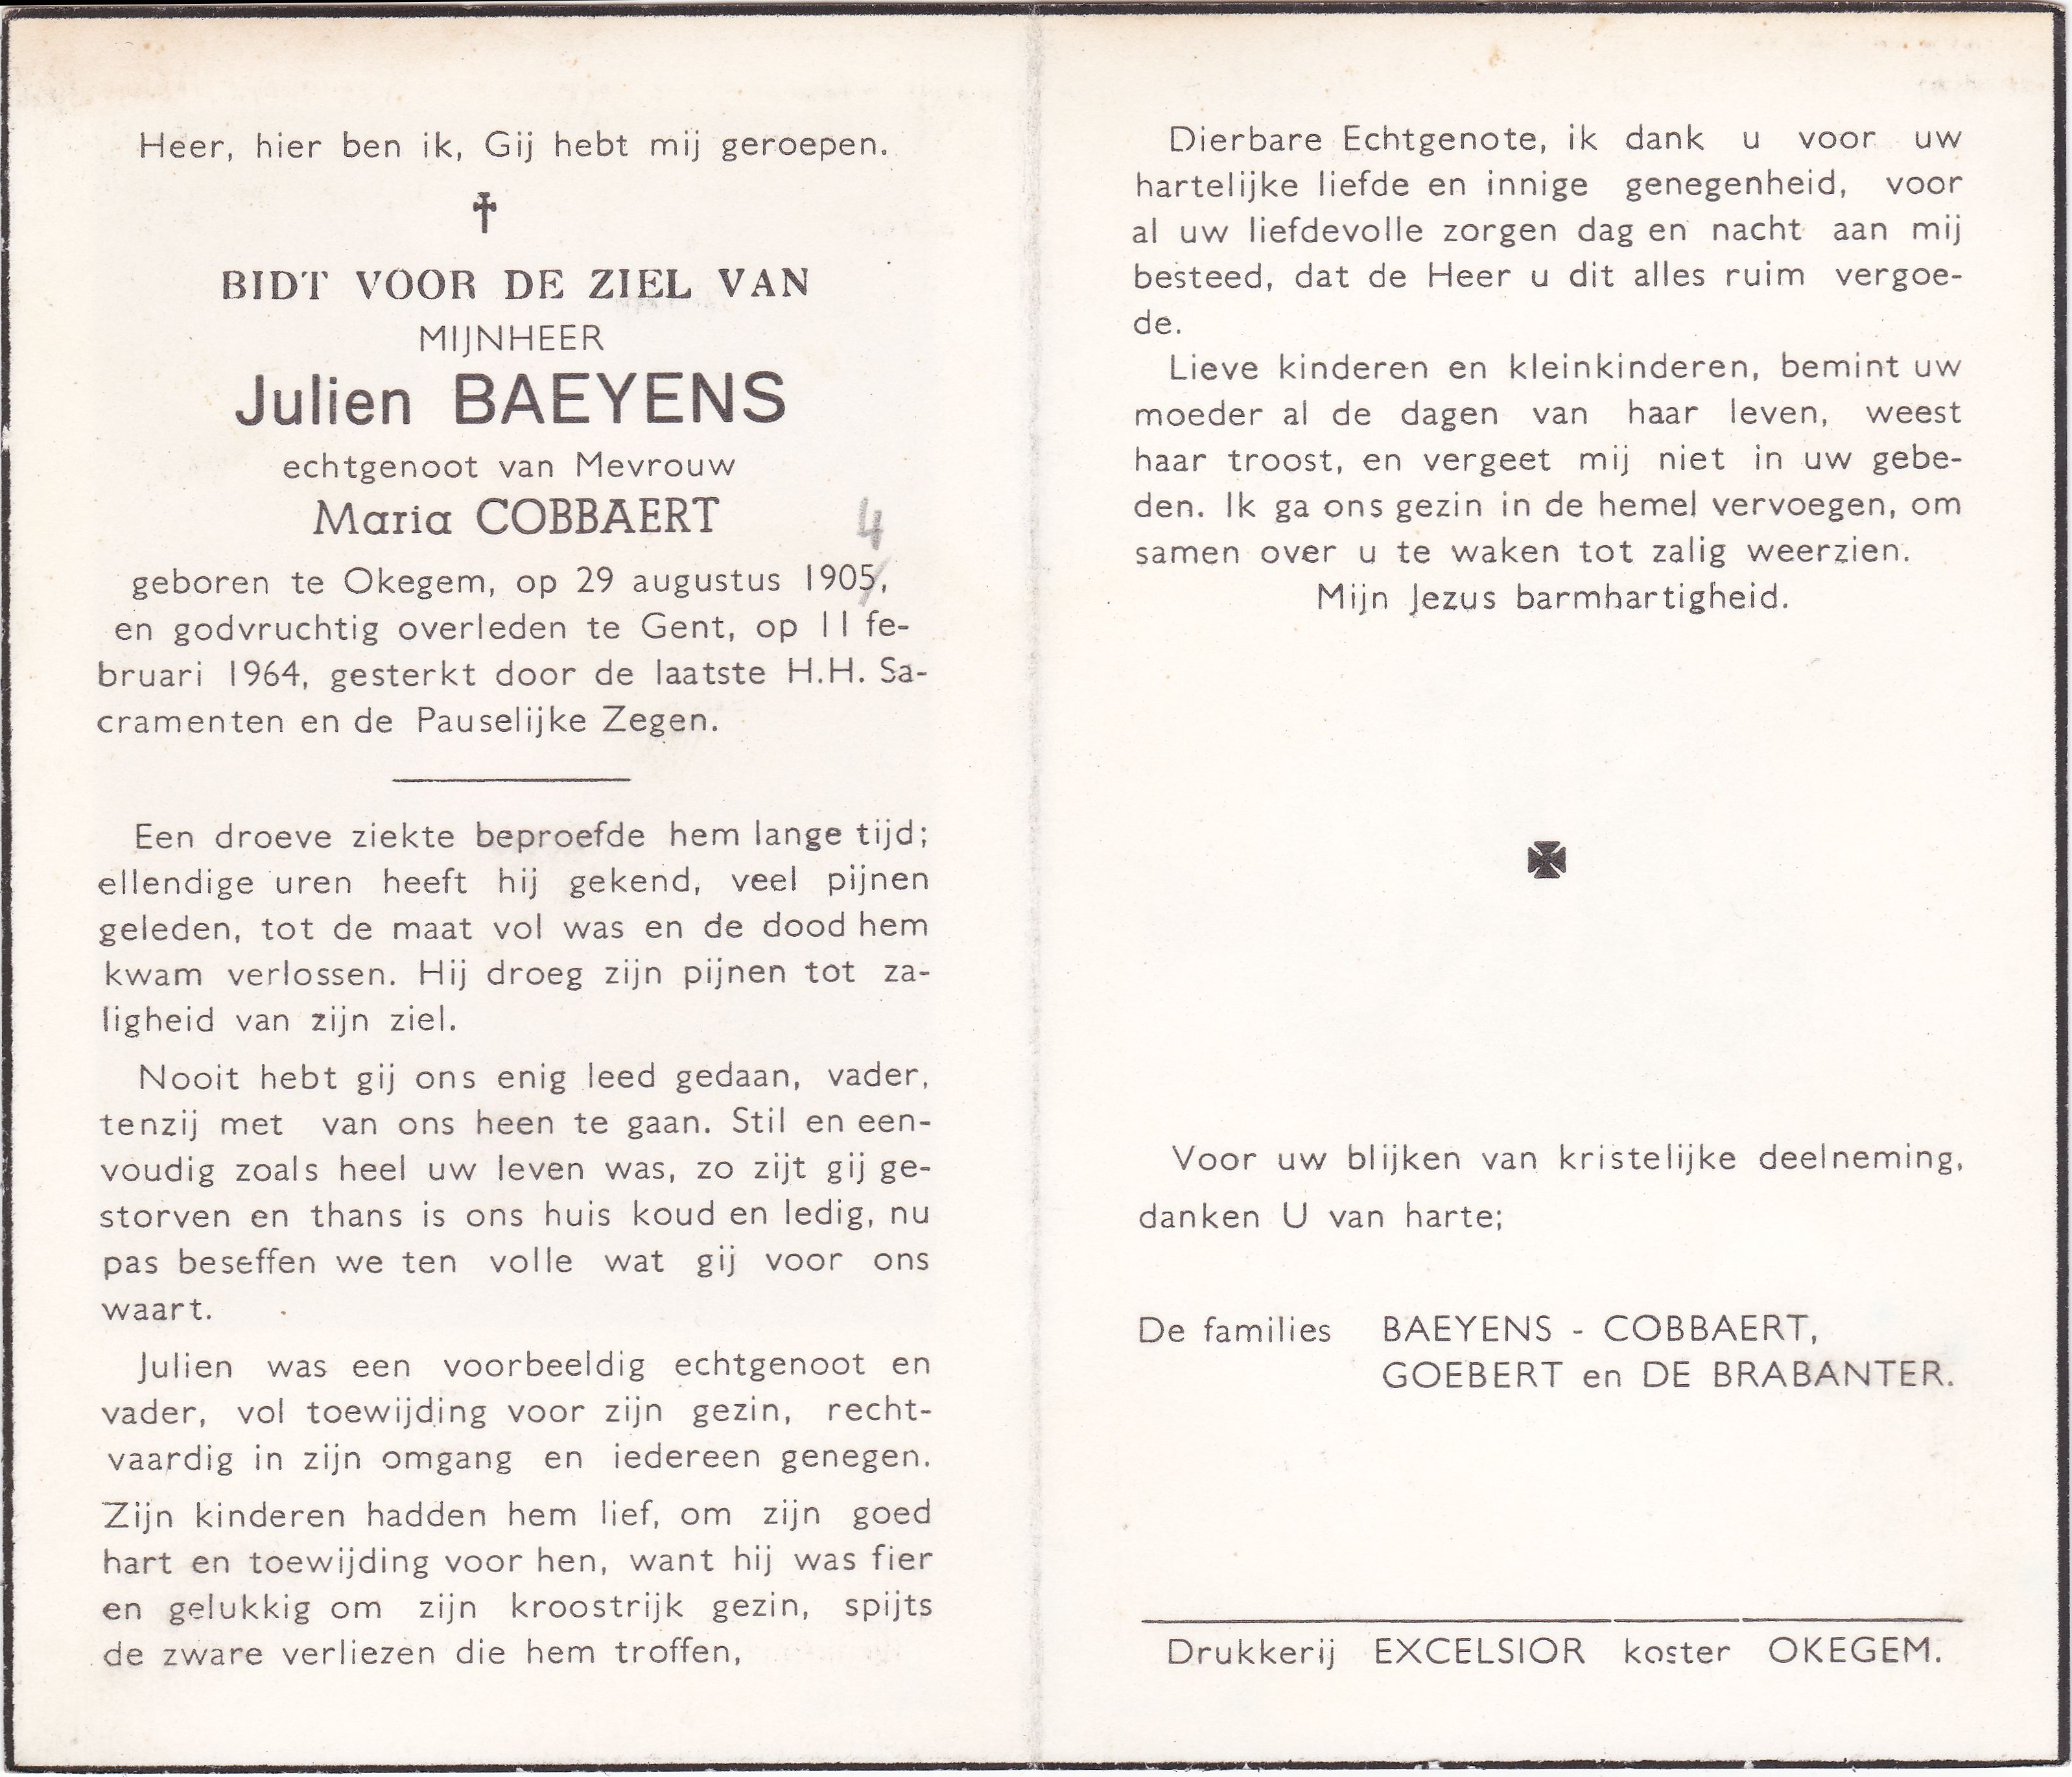 Heer, hier ben ik, Gij hebt mij geroepen.
BIDT VOOR DE ZIEL VAN
MIJNHEER
Julien BAEYENS
echtgenoot van Mevrouw
Maria COBBAERT
4
geboren te Okegem, op 29 augustus 1905,
en godvruchtig overleden te Gent, op 11 fe-
bruari 1964, gesterkt door de laatste H.H. Sa-
cramenten en de Pauselijke Zegen.
Een droeve ziekte beproefde hem lange tijd;
ellendige uren heeft hij gekend, veel pijnen
geleden, tot de maat vol was en de dood hem
kwam verlossen. Hij droeg zijn pijnen tot za-
ligheid van zijn ziel.
Nooit hebt gij ons enig leed gedaan, vader,
tenzij met van ons heen te gaan. Stil en een-
voudig zoals heel uw leven was, zo zijt gij ge-
storven en thans is ons huis koud en ledig, nu
pas beseffen we ten volle wat gij voor ons
waart.
Julien was een voorbeeldig echtgenoot en
vader, vol toewijding voor zijn gezin, recht-
vaardig in zijn omgang en iedereen genegen.
Zijn kinderen hadden hem lief, om zijn goed
hart en toewijding voor hen, want hij was fier
en gelukkig om zijn kroostrijk gezin, spijts
de zware verliezen die hem troffen,
Dierbare Echtgenote, ik dank u voor uw
hartelijke liefde en innige genegenheid, voor
al uw liefdevolle zorgen dag en nacht aan mij
besteed, dat de Heer u dit alles ruim vergoe-
de.
Lieve kinderen en kleinkinderen, bemint uw
moeder al de dagen van haar leven, weest
haar troost, en vergeet mij niet in uw gebe-
den. Ik ga ons gezin in de hemel vervoegen, om
samen over u te waken tot zalig weerzien.
Mijn Jezus barmhartigheid.
Voor uw blijken van kristelijke deelneming,
danken U van harte;
De families BAEYENS - COBBAERT,
GOEBERT en DE BRABANTER.
Drukkerij EXCELSIOR koster OKEGEM.